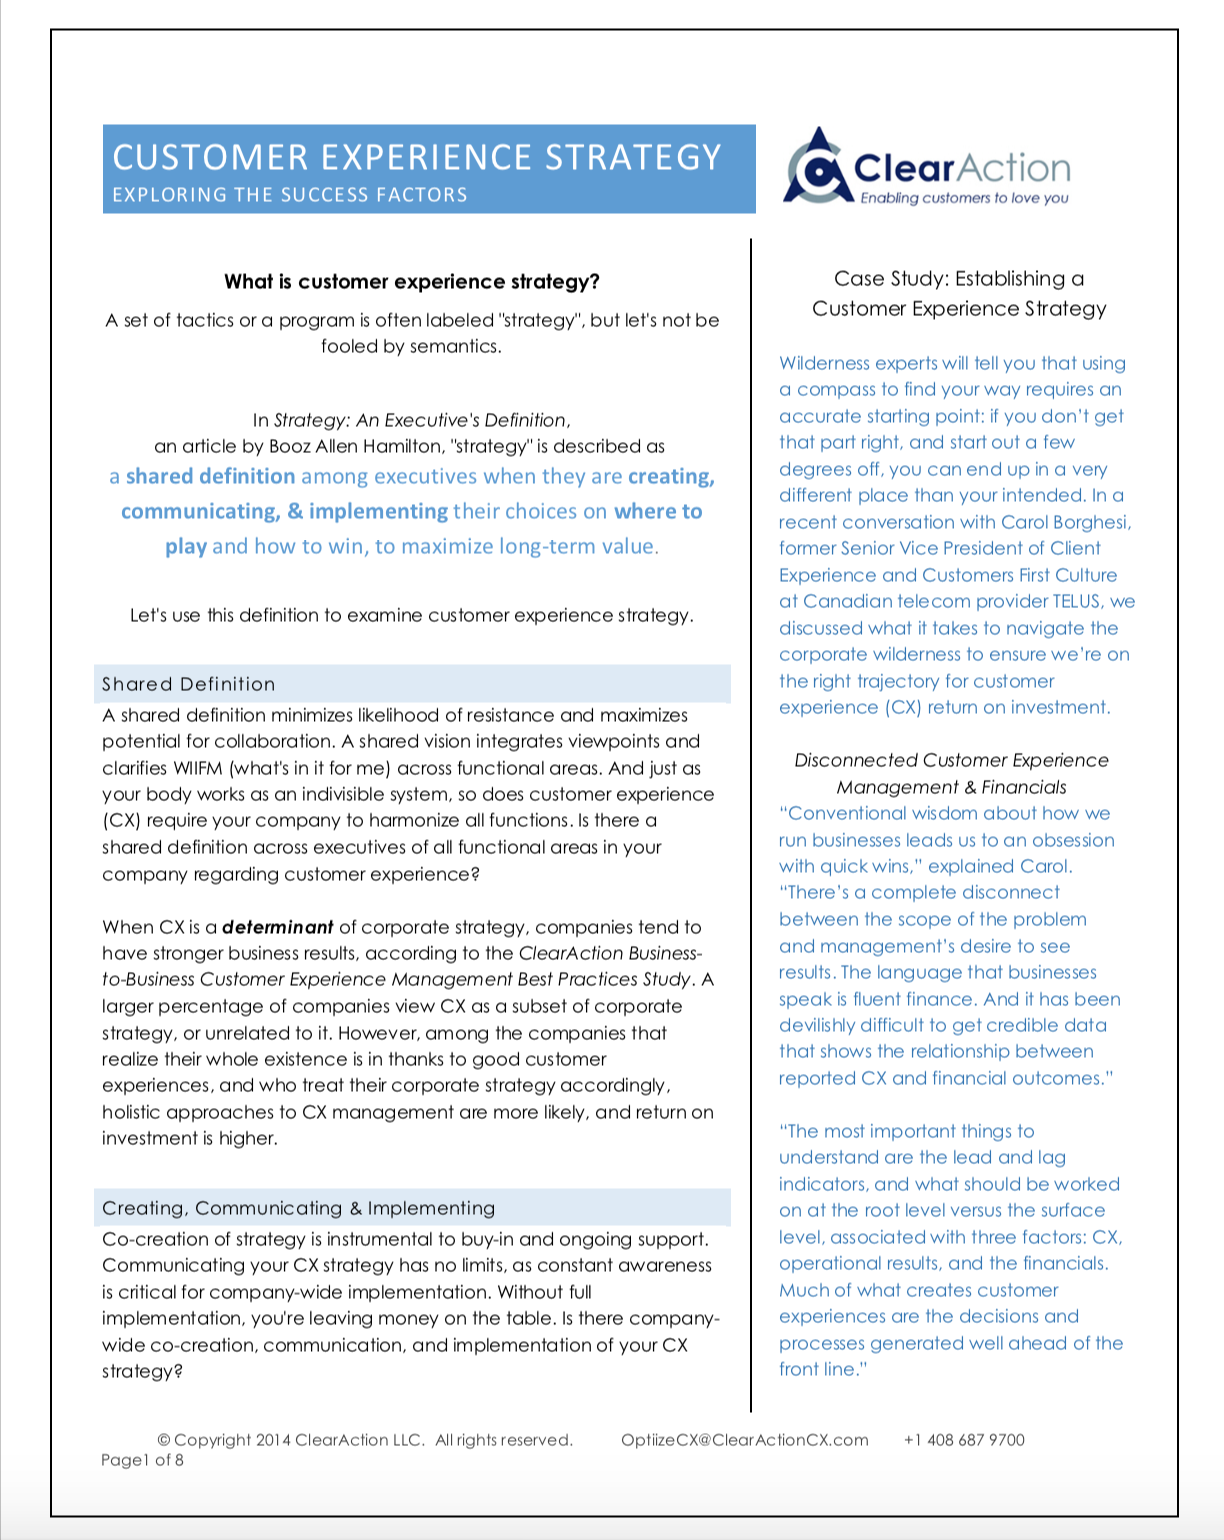 CUSTOMER EXPERIENCE STRATEGY
EXPLORING THE SUCCESS FACTORS
ClearAction
Enabling customers to love you
What is customer experience strategy?
A set of tactics or a program is often labeled "strategy", but let's not be
fooled by semantics.
In Strategy: An Executive's Definition,
an article by Booz Allen Hamilton, "strategy" is described as
a shared definition among executives when they are creating,
communicating, & implementing their choices on where to
play and how to win, to maximize long-term value.
Let's use this definition to examine customer experience strategy.
Shared Definition
A shared definition minimizes likelihood of resistance and maximizes
potential for collaboration. A shared vision integrates viewpoints and
clarifies WIIFM (what's in it for me) across functional areas. And just as
your body works as an indivisible system, so does customer experience
(CX) require your company to harmonize all functions. Is there a
shared definition across executives of all functional areas in your
company regarding customer experience?
When CX is a determinant of corporate strategy, companies tend to
have stronger business results, according to the ClearAction Business-
to-Business Customer Experience Management Best Practices Study. A
larger percentage of companies view CX as a subset of corporate
strategy, or unrelated to it. However, among the companies that
realize their whole existence is in thanks to good customer
experiences, and who treat their corporate strategy accordingly,
holistic approaches to CX management are more likely, and return on
investment is higher.
Creating, Communicating & Implementing
Co-creation of strategy is instrumental to buy-in and ongoing support.
Communicating your CX strategy has no limits, as constant awareness
is critical for company-wide implementation. Without full
implementation, you're leaving money on the table. Is there company-
wide co-creation, communication, and implementation of your CX
strategy?
Case Study: Establishing a
Customer Experience Strategy
Wilderness experts will tell you that using
a compass to find your way requires an
accurate starting point: if you don't get
that part right, and start out a few
degrees off, you can end up in a very
different place than your intended. In a
recent conversation with Carol Borghesi,
former Senior Vice President of Client
Experience and Customers First Culture
at Canadian telecom provider TELUS, we
discussed what it takes to navigate the
corporate wilderness to ensure we're on
the right trajectory for customer
experience (CX) return on investment.
Disconnected Customer Experience
Management & Financials
“Conventional wisdom about how we
run businesses leads us to an obsession
with quick wins,” explained Carol.
“There's a complete disconnect
between the scope of the problem
and management's desire to see
results. The language that businesses
speak is fluent finance. And it has been
devilishly difficult to get credible data
that shows the relationship between
reported CX and financial outcomes.”
“The most important things to
understand are the lead and lag
indicators, and what should be worked
on at the root level versus the surface
level, associated with three factors: CX,
operational results, and the financials.
Much of what creates customer
experiences are the decisions and
processes generated well ahead of the
front line.”
© Copyright 2014 ClearAction LLC. All rights reserved. OptiizeCX@ClearActionCX.com +1 408 687 9700
Page1 of 8